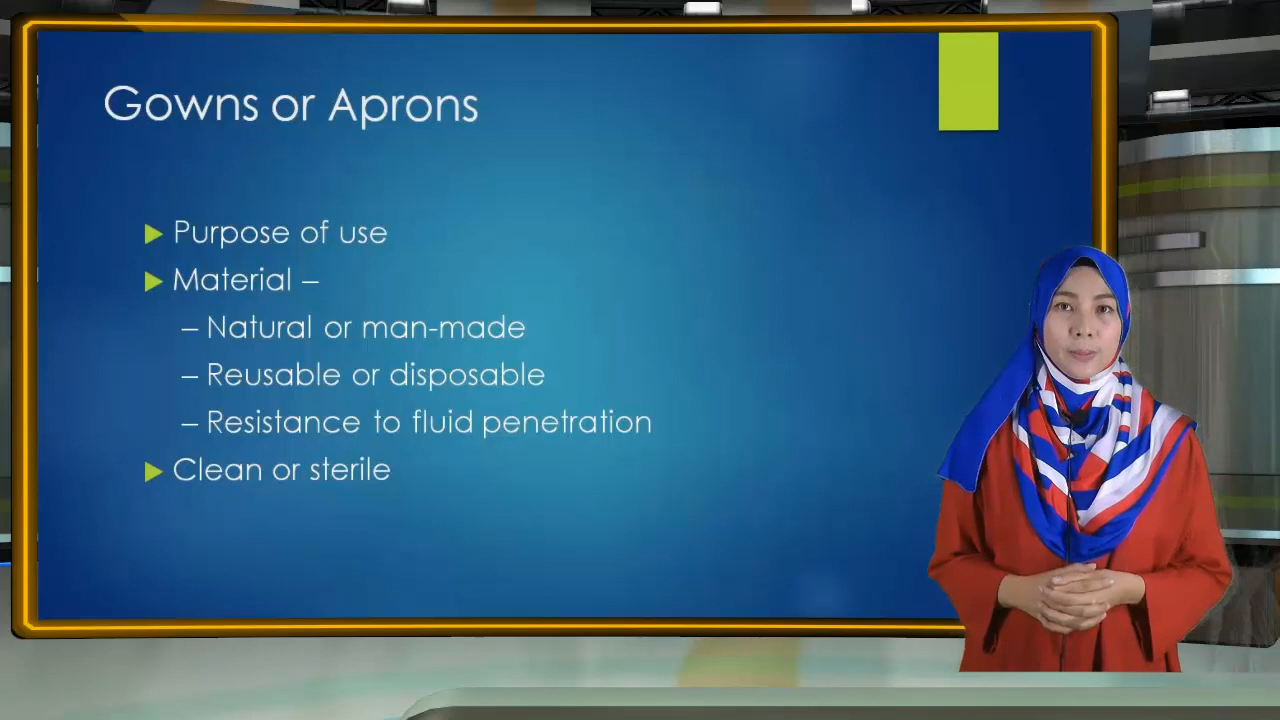 Gowns or Aprons
Purpose of use
Material –
– Natural or man-made
– Reusable or disposable
– Resistance to fluid penetration
Clean or sterile